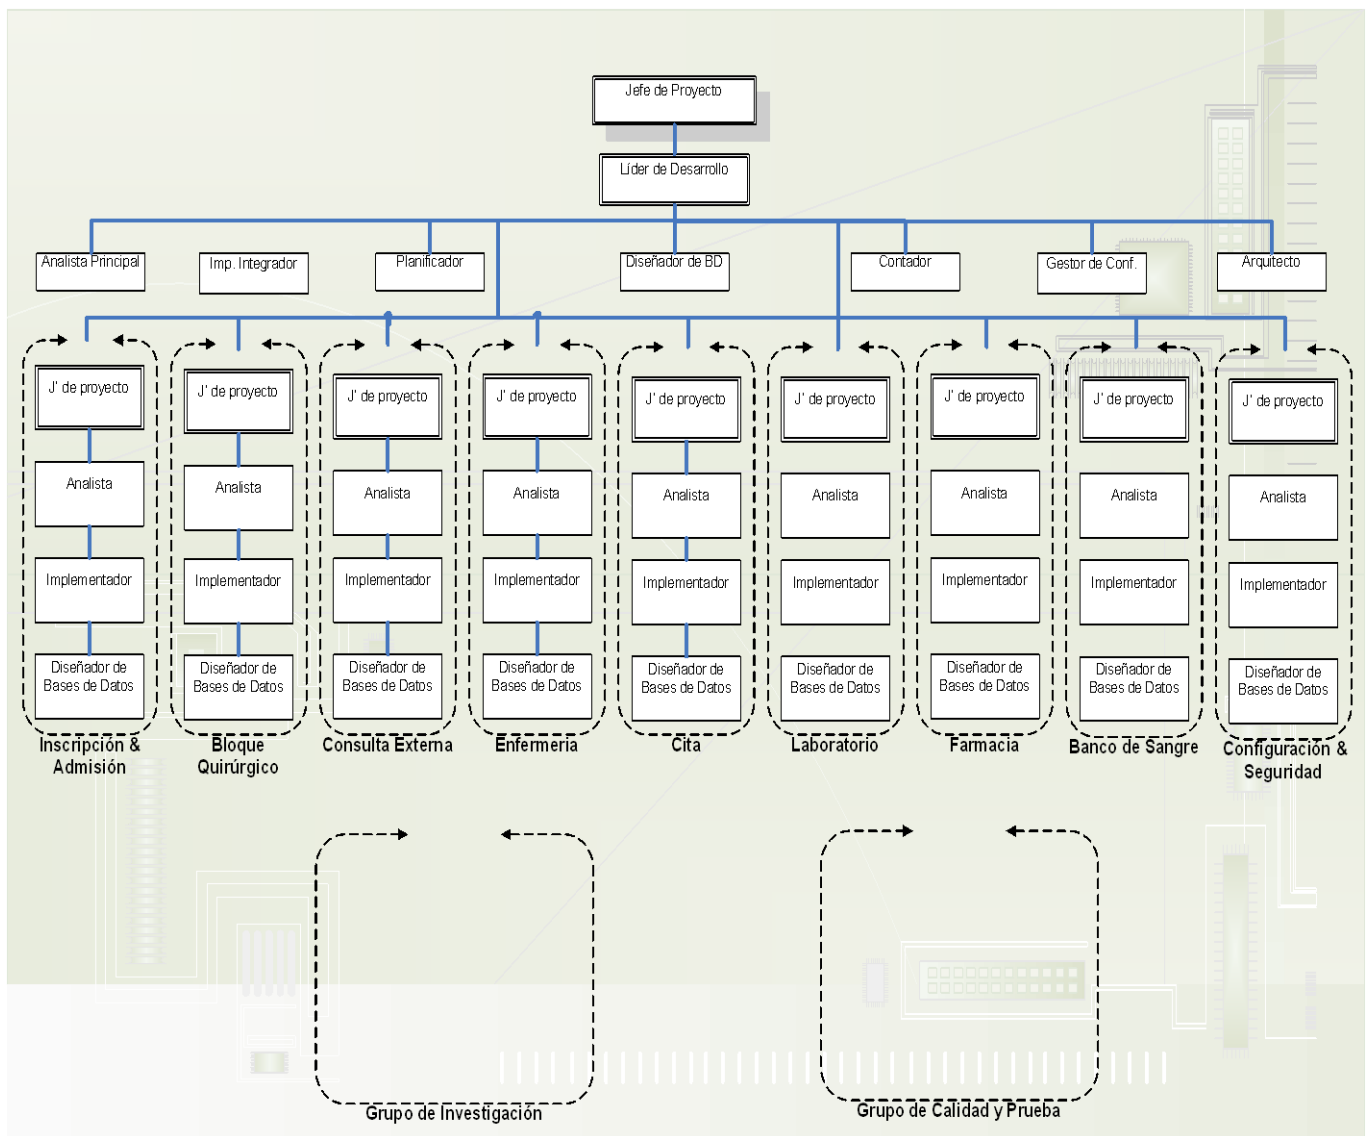 Jefe de Proyecto
Líder de Desarrollo
Analista Principal
Imp. Integrador
Planificador
Diseñador de BD
Contador
Gestor de Conf.
Arquitecto
J' de proyecto
Analista
Implementador
Diseñador de
Bases de Datos
Inscripción &
Admisión
J' de proyecto
Analista
Implementador
Diseñador de
Bases de Datos
Bloque
Quirúrgico
J' de proyecto
Analista
Implementador
Diseñador de
Bases de Datos
Consulta Externa
J' de proyecto
Analista
Implementador
Diseñador de
Bases de Datos
Enfermería
J' de proyecto
Analista
Implementador
Diseñador de
Bases de Datos
Cita
J' de proyecto
Analista
Implementador
Diseñador de
Bases de Datos
Laboratorio
J' de proyecto
Analista
Implementador
Diseñador de
Bases de Datos
Farmacia
J' de proyecto
Analista
Implementador
Diseñador de
Bases de Datos
Banco de Sangre
J' de proyecto
Analista
Implementador
Diseñador de
Bases de Datos
Configuración &
Seguridad
Grupo de Investigación
Grupo de Calidad y Prueba